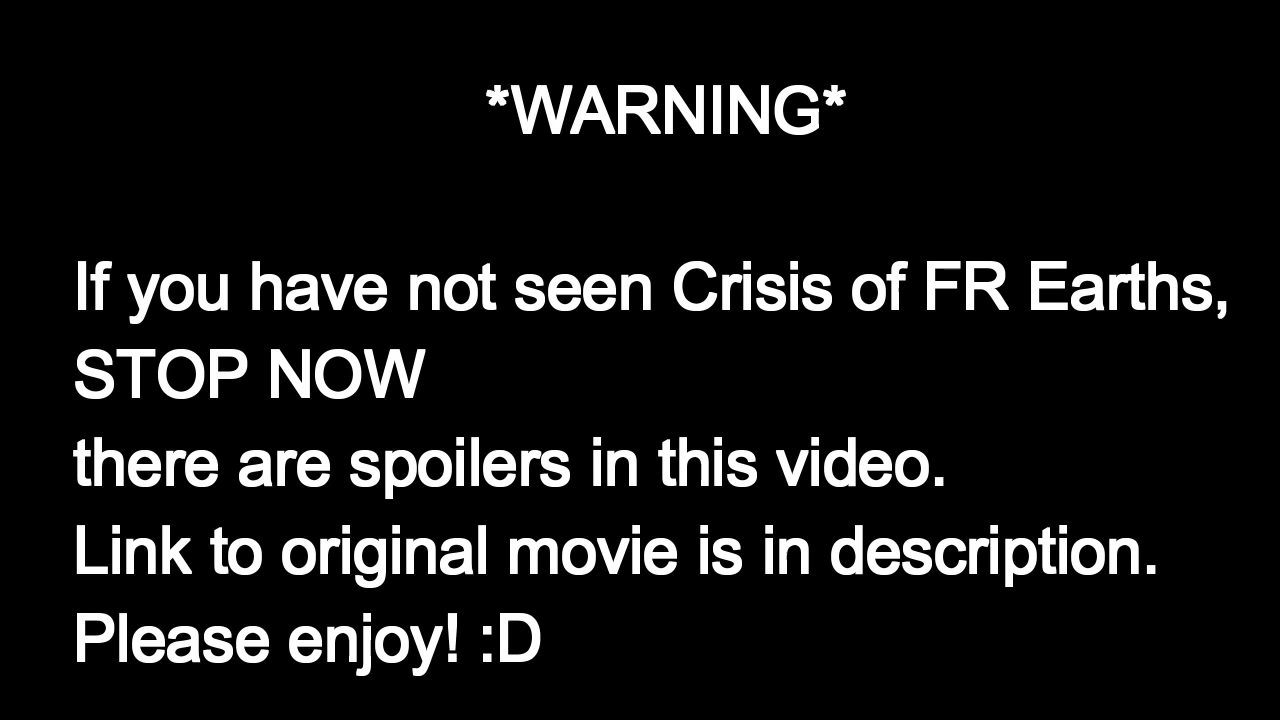 *WARNING*
If you have not seen Crisis of FR Earths,
STOP NOW
there are spoilers in this video.
Link to original movie is in description.
Please enjoy! :D